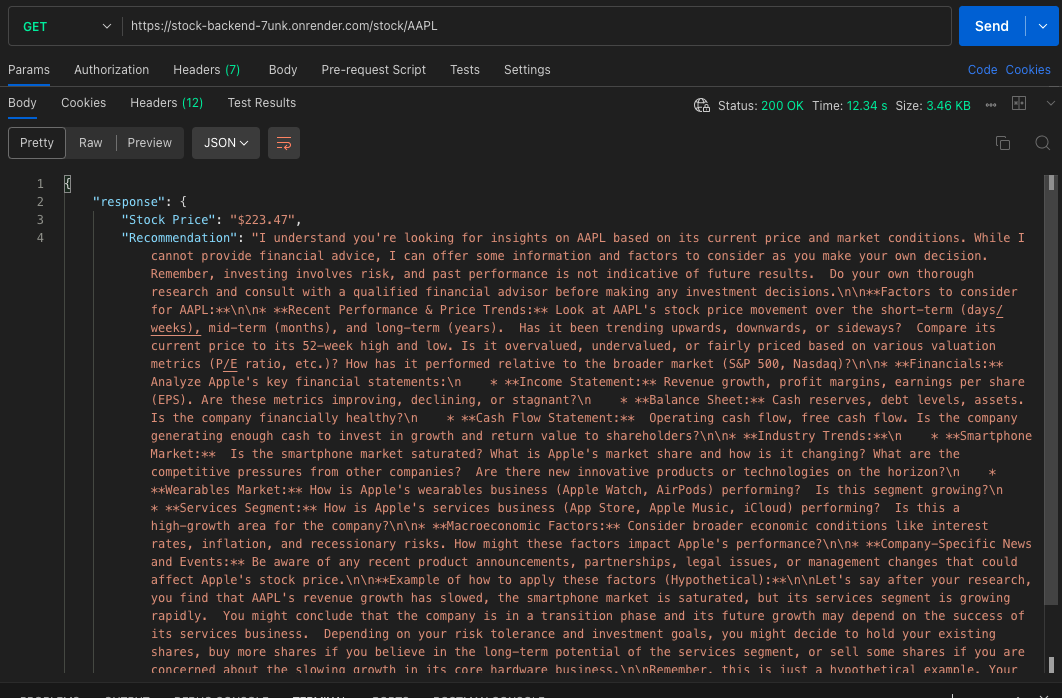 GET https://stock-backend-7unk.onrender.com/stock/AAPL Send
Params Authorization Headers (7) Body Pre-request Script Tests Settings Code Cookies
Body Cookies Headers (12) Test Results Status: 200 OK Time: 12.34 s Size: 3.46 KB
Pretty Raw Preview JSON
1 {
2 "response": {
3 "Stock Price": "$223.47",
4 "Recommendation": "I understand you're looking for insights on AAPL based on its current price and market conditions. While I
cannot provide financial advice, I can offer some information and factors to consider as you make your own decision.
Remember, investing involves risk, and past performance is not indicative of future results.  Do your own thorough
research and consult with a qualified financial advisor before making any investment decisions.\n\n**Factors to consider
for AAPL:**\n\n* **Recent Performance & Price Trends:** Look at AAPL's stock price movement over the short-term (days/
weeks), mid-term (months), and long-term (years).  Has it been trending upwards, downwards, or sideways?  Compare its
current price to its 52-week high and low. Is it overvalued, undervalued, or fairly priced based on various valuation
metrics (P/E ratio, etc.)? How has it performed relative to the broader market (S&P 500, Nasdaq)?\n\n* **Financials:**
Analyze Apple's key financial statements:\n    * **Income Statement:** Revenue growth, profit margins, earnings per share
(EPS). Are these metrics improving, declining, or stagnant?\n    * **Balance Sheet:** Cash reserves, debt levels, assets.
Is the company financially healthy?\n    * **Cash Flow Statement:**  Operating cash flow, free cash flow. Is the company
generating enough cash to invest in growth and return value to shareholders?\n\n* **Industry Trends:**\n    * **Smartphone
Market:**  Is the smartphone market saturated? What is Apple's market share and how is it changing? What are the
competitive pressures from other companies?  Are there new innovative products or technologies on the horizon?\n    *
**Wearables Market:** How is Apple's wearables business (Apple Watch, AirPods) performing?  Is this segment growing?\n
* **Services Segment:** How is Apple's services business (App Store, Apple Music, iCloud) performing?  Is this a
high-growth area for the company?\n\n* **Macroeconomic Factors:** Consider broader economic conditions like interest
rates, inflation, and recessionary risks. How might these factors impact Apple's performance?\n\n* **Company-Specific News
and Events:** Be aware of any recent product announcements, partnerships, legal issues, or management changes that could
affect Apple's stock price.\n\n**Example of how to apply these factors (Hypothetical):**\n\nLet's say after your research,
you find that AAPL's revenue growth has slowed, the smartphone market is saturated, but its services segment is growing
rapidly.  You might conclude that the company is in a transition phase and its future growth may depend on the success of
its services business.  Depending on your risk tolerance and investment goals, you might decide to hold your existing
shares, buy more shares if you believe in the long-term potential of the services segment, or sell some shares if you are
concerned about the slowing growth in its core hardware business.\n\nRemember, this is just a hypothetical example. Your
PROBLEMS OUTPUT DEBUG CONSOLE TERMINAL PORTS POSTMAN CONSOLE